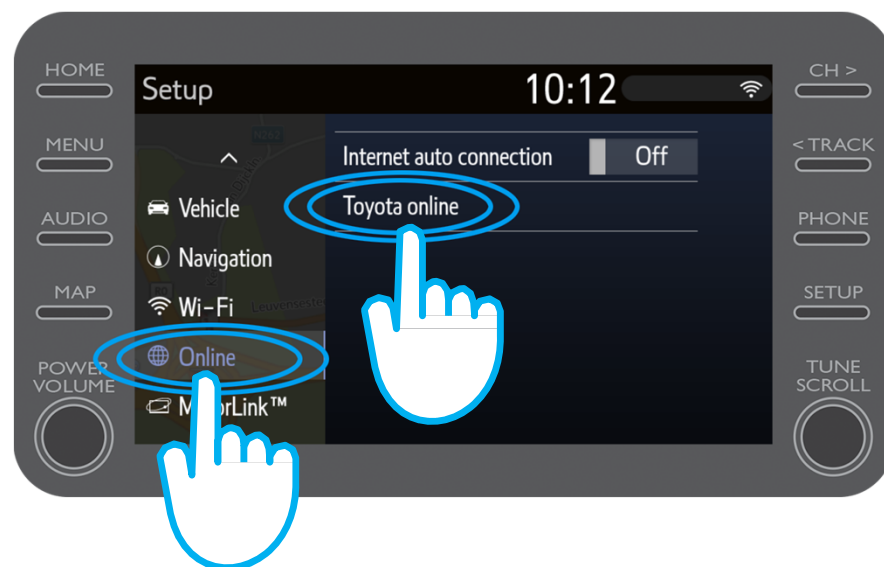 HOME
MENU
AUDIO
MAP
POWER
VOLUME
Setup
10:12
N263
Vehicle
Navigation
Wi-Fi
Online
Internet auto connection
Off
Toyota online
CH >
< TRACK
PHONE
SETUP
TUNE
SCROLL